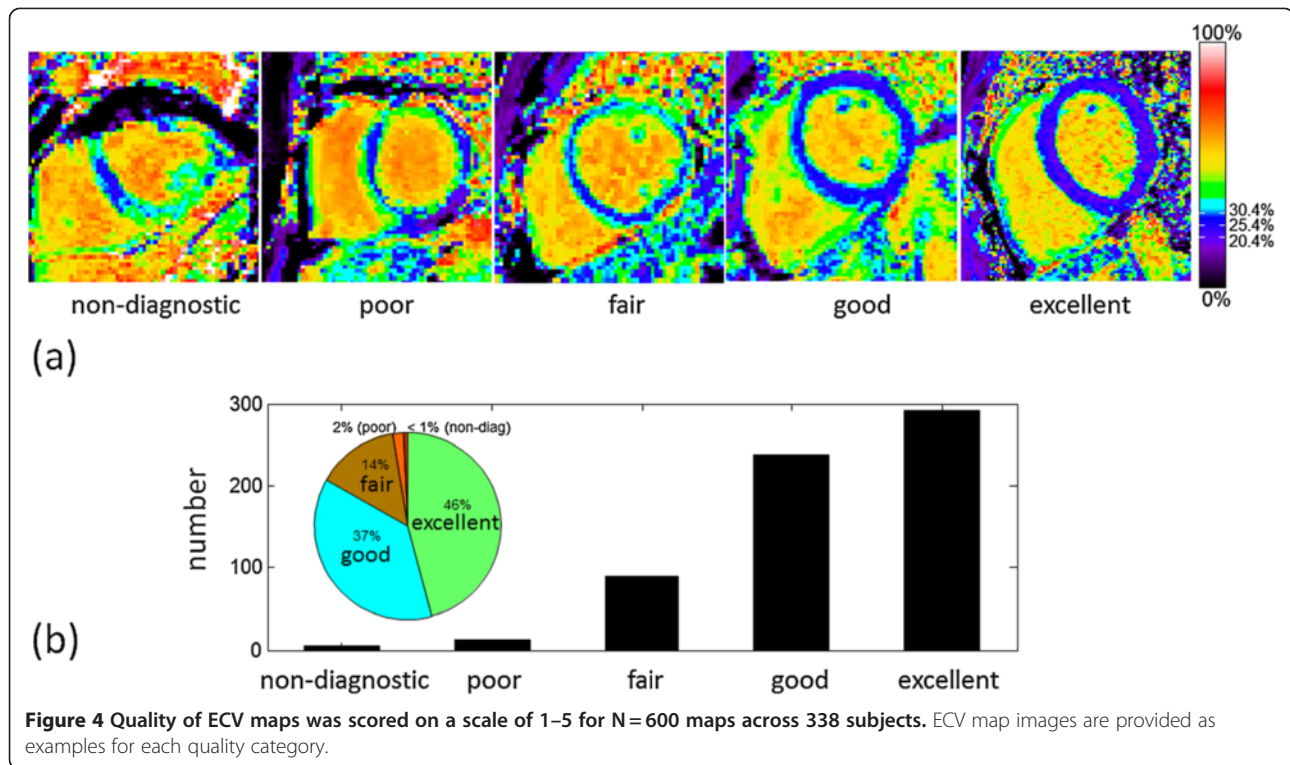 100%
30.4%
25.4%
20.4%
0%
non-diagnostic poor fair good excellent
(a)
300
200
100
0
number
2% (poor) < 1% (non-diag)
14%
fair
46%
excellent
37%
good
(b)
non-diagnostic poor fair good excellent
Figure 4 Quality of ECV maps was scored on a scale of 1–5 for N = 600 maps across 338 subjects. ECV map images are provided as
examples for each quality category.